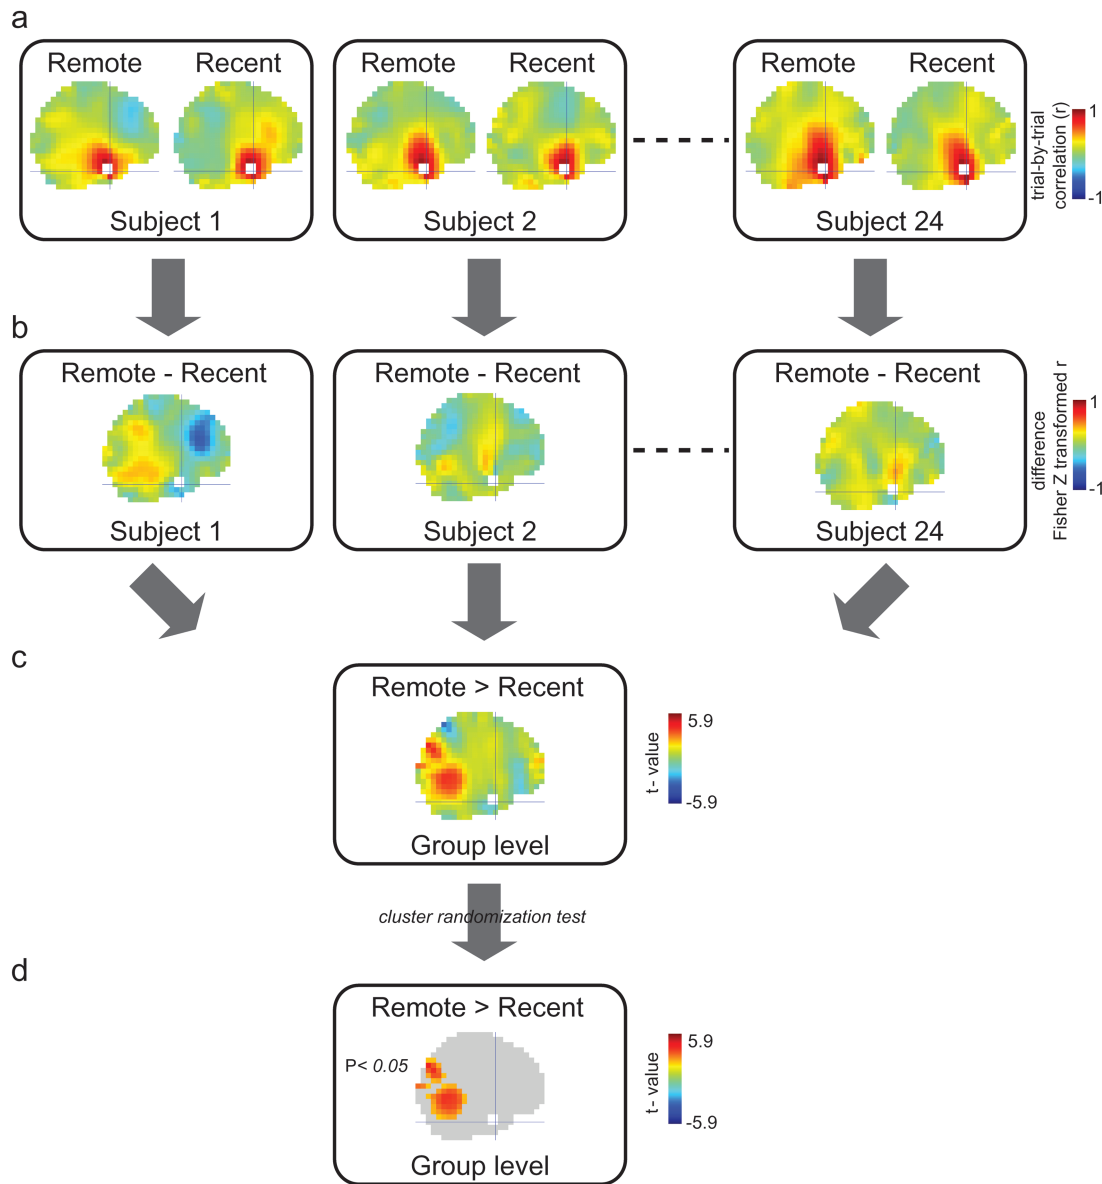 a
Remote Recent
Subject 1
Remote Recent
Subject 2
Remote Recent
Subject 24
trial-by-trial
correlation (r)
1
-1
b
Remote - Recent
Subject 1
Remote - Recent
Subject 2
Remote - Recent
Subject 24
difference
Fisher Z transformed r
1
-1
c
Remote > Recent
Group level
t - value
5.9
-5.9
cluster randomization test
d
Remote > Recent
P< 0.05
Group level
t - value
5.9
-5.9